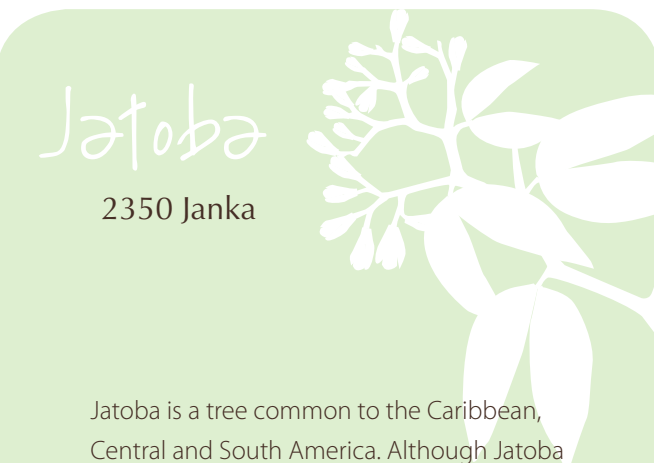 Jatoba
2350 Janka
Jatoba is a tree common to the Caribbean,
Central and South America. Although Jatoba